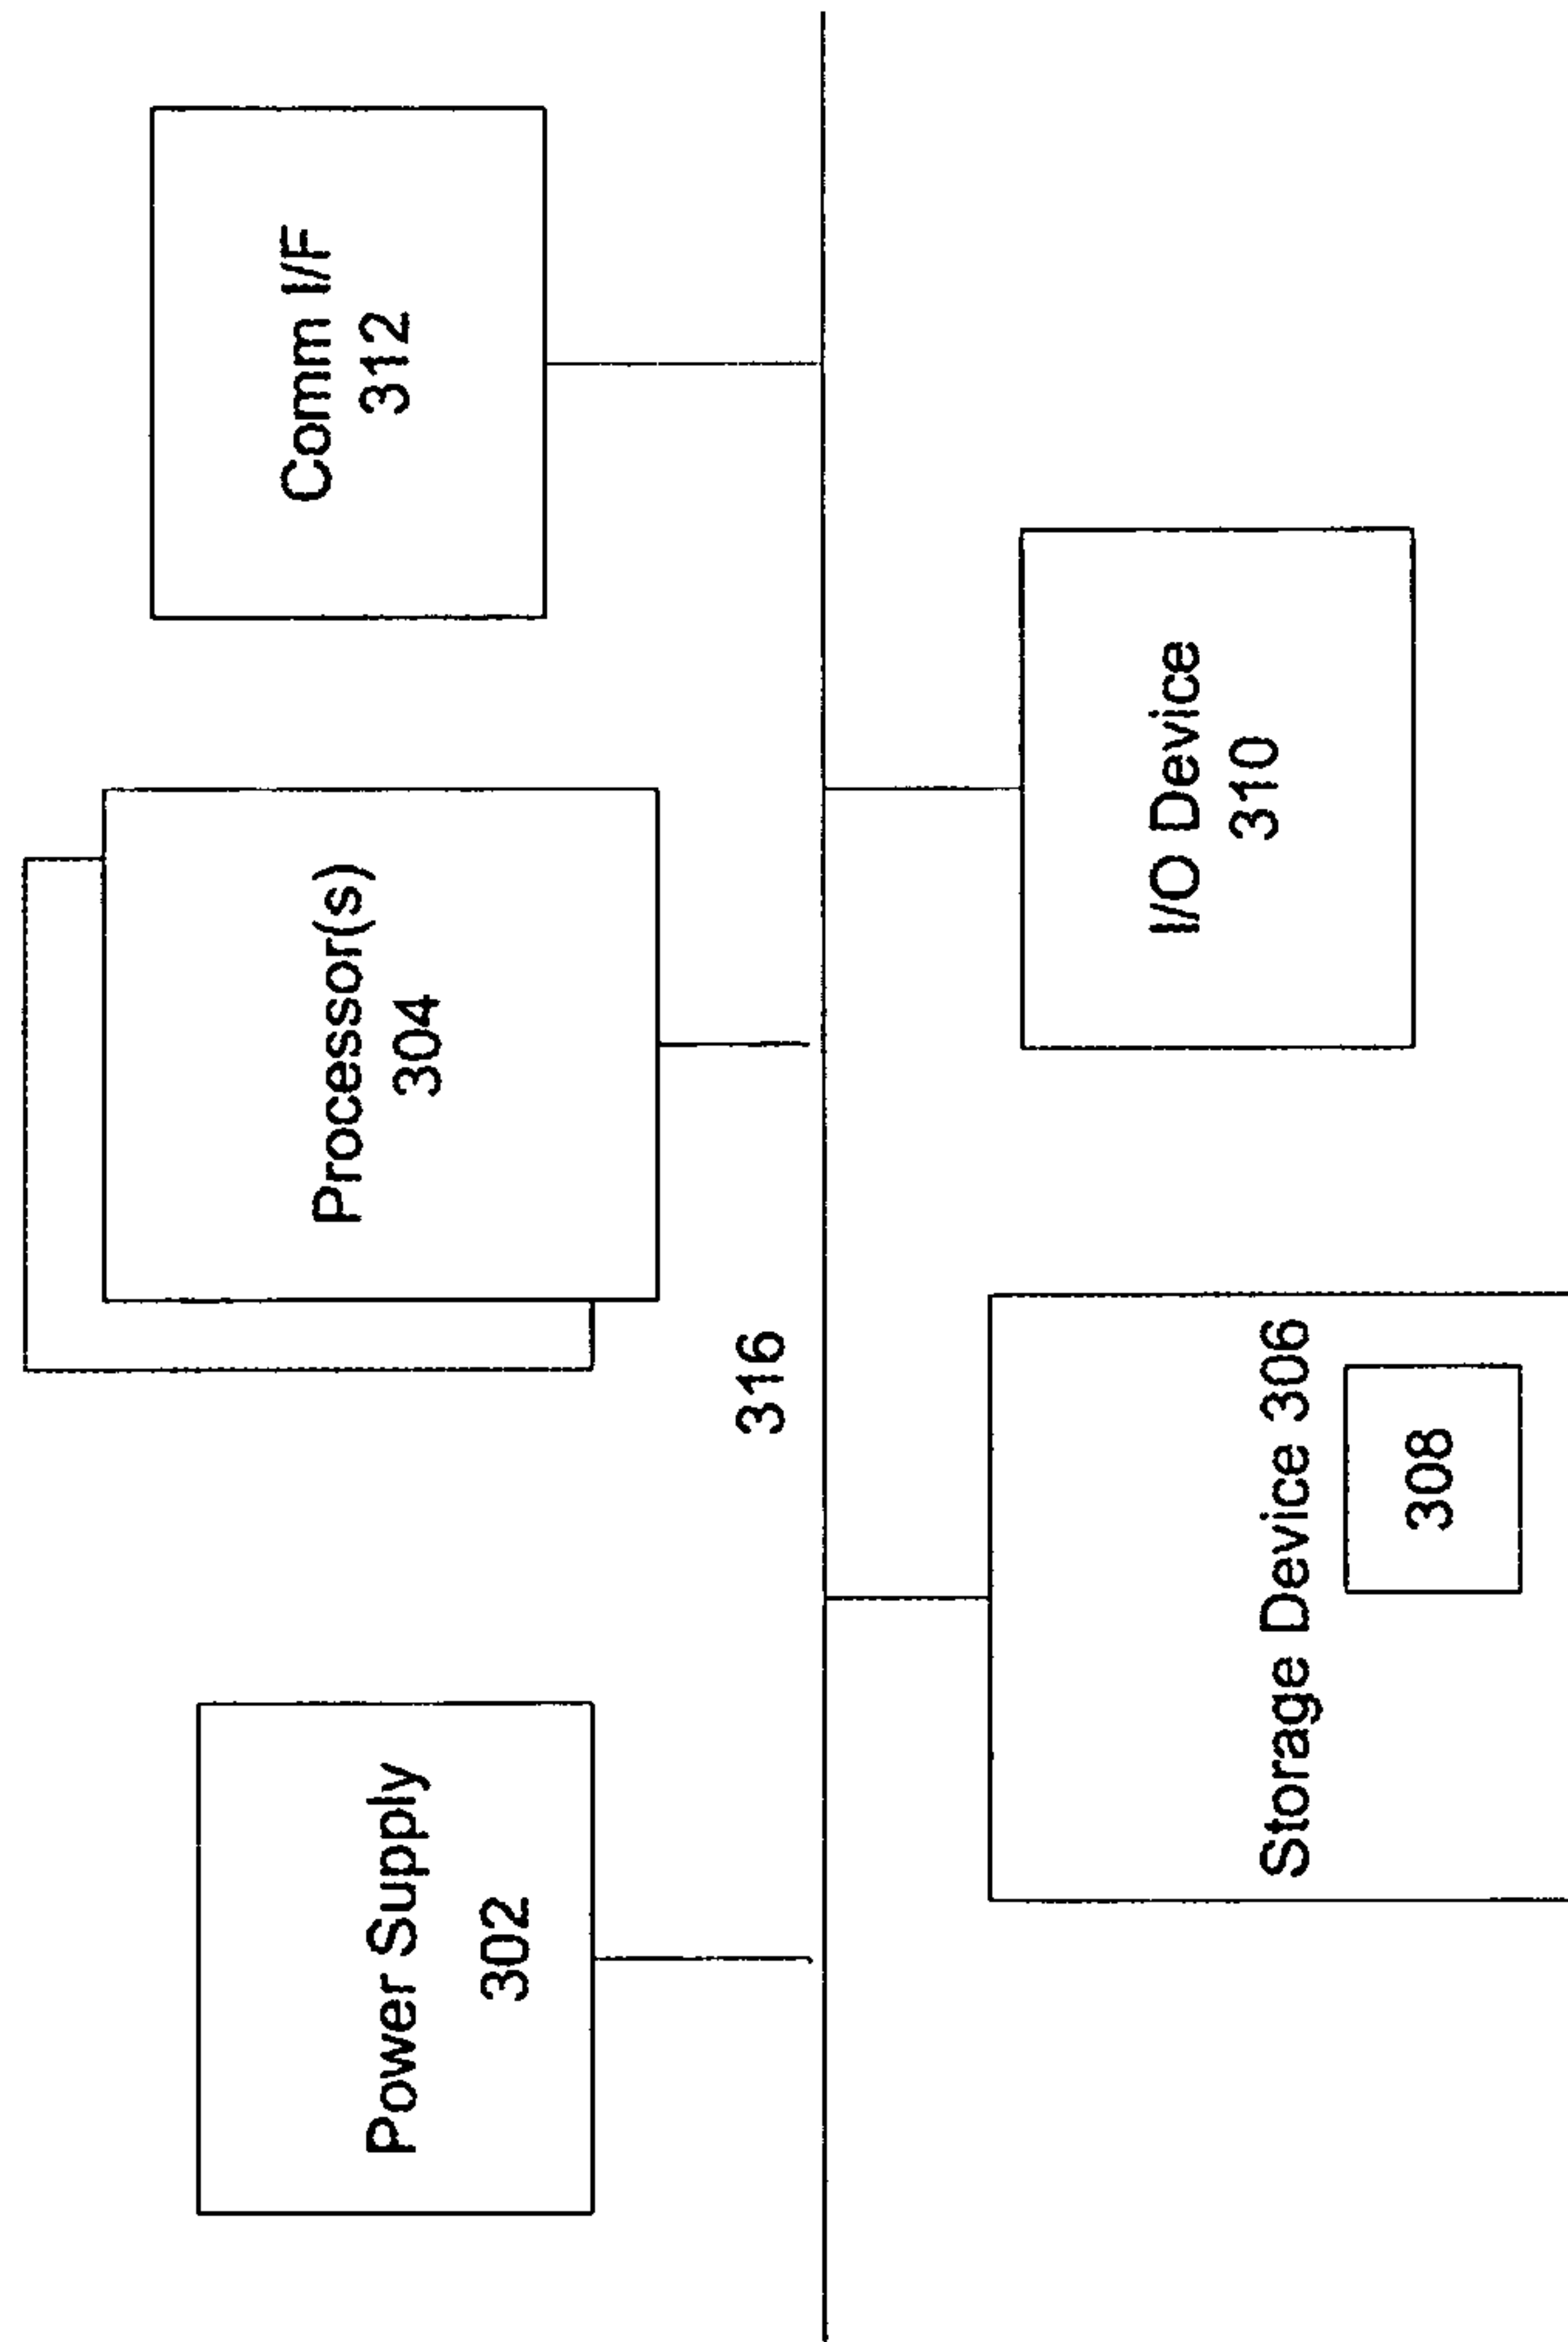 Power Supply
302
Processor(s)
304
Comm I/F
312
316
Storage Device 306
308
I/O Device
310